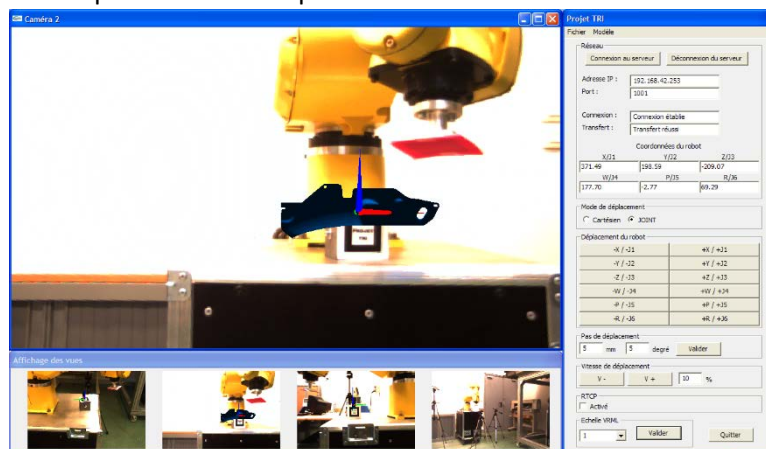 Caméra 2
PROJET
TRI
Affichage des vues
Projet TRI
Fichier Modèle
Réseau
Connexion au serveur Déconnexion du serveur
Adresse IP : 192.168.42.253
Port : 1001
Connexion : Connexion établie
Transfert : Transfert réussi
Coordonnées du robot
X/J1 Y/J2 Z/J3
371.49 198.59 -209.07
W/J4 P/J5 R/J6
177.70 -2.77 69.29
Mode de déplacement
Cartésien JOINT
Déplacement du robot
-X / -J1 +X / +J1
-Y / -J2 +Y / +J2
-Z / -J3 +Z / +J3
-W / -J4 +W / +J4
-P / -J5 +P / +J5
-R / -J6 +R / +J6
Pas de déplacement
5 mm 5 degré Valider
Vitesse de déplacement
V - V + 10 %
RTCP
Activé
Echelle VRML
1 Valider Quitter